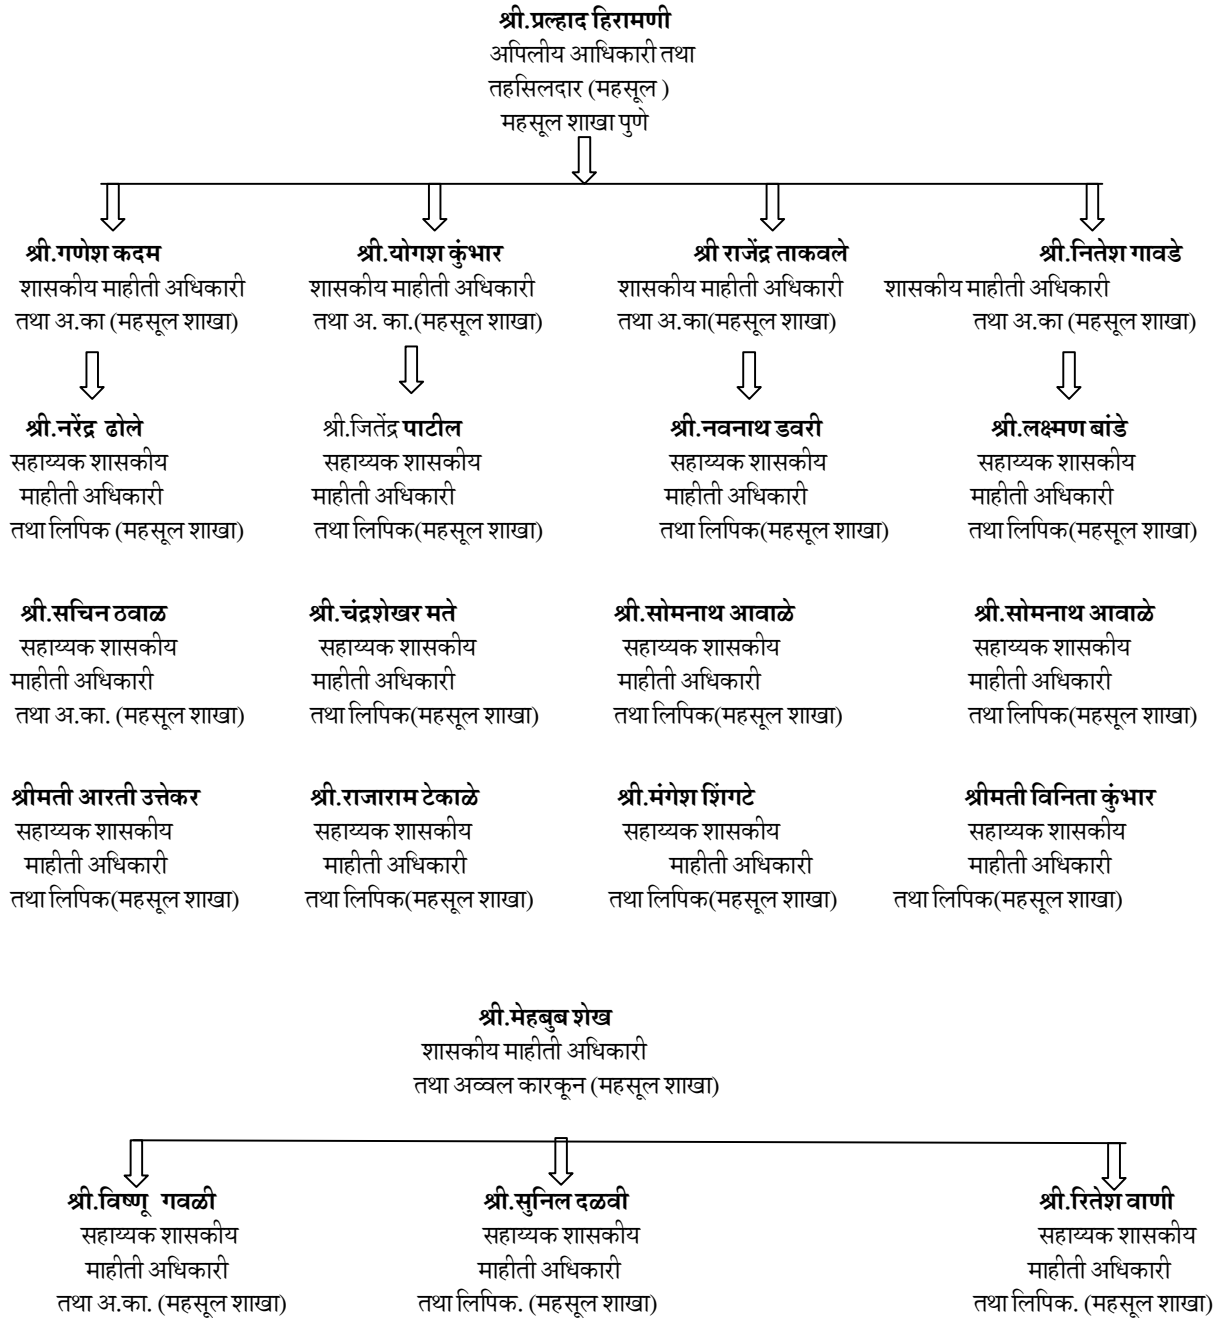 श्री.प्रल्हाद हिरामणी
अपिलीय आधिकारी तथा
तहसिलदार (महसूल )
महसूल शाखा पुणे
श्री.गणेश कदम
शासकीय माहीती अधिकारी
तथा अ.का (महसूल शाखा)
श्री.योगश कुंभार
शासकीय माहीती अधिकारी
तथा अ. का.(महसूल शाखा)
श्री राजेंद्र ताकवले
शासकीय माहीती अधिकारी
तथा अ.का(महसूल शाखा)
श्री.नितेश गावडे
शासकीय माहीती अधिकारी
तथा अ.का (महसूल शाखा)
श्री.नरेंद्र ढोले
सहाय्यक शासकीय
माहीती अधिकारी
तथा लिपिक (महसूल शाखा)
श्री.जितेंद्र पाटील
सहाय्यक शासकीय
माहीती अधिकारी
तथा लिपिक(महसूल शाखा)
श्री.नवनाथ डवरी
सहाय्यक शासकीय
माहीती अधिकारी
तथा लिपिक(महसूल शाखा)
श्री.लक्ष्मण बांडे
सहाय्यक शासकीय
माहीती अधिकारी
तथा लिपिक(महसूल शाखा)
श्री.सचिन ठवाळ
सहाय्यक शासकीय
माहीती अधिकारी
तथा अ.का. (महसूल शाखा)
श्री.चंद्रशेखर मते
सहाय्यक शासकीय
माहीती अधिकारी
तथा लिपिक(महसूल शाखा)
श्री.सोमनाथ आवाळे
सहाय्यक शासकीय
माहीती अधिकारी
तथा लिपिक(महसूल शाखा)
श्री.सोमनाथ आवाळे
सहाय्यक शासकीय
माहीती अधिकारी
तथा लिपिक(महसूल शाखा)
श्रीमती आरती उत्तेकर
सहाय्यक शासकीय
माहीती अधिकारी
तथा लिपिक(महसूल शाखा)
श्री.राजाराम टेकाळे
सहाय्यक शासकीय
माहीती अधिकारी
तथा लिपिक(महसूल शाखा)
श्री.मंगेश शिंगटे
सहाय्यक शासकीय
माहीती अधिकारी
तथा लिपिक(महसूल शाखा)
श्रीमती विनिता कुंभार
सहाय्यक शासकीय
माहीती अधिकारी
तथा लिपिक(महसूल शाखा)
श्री.मेहबुब शेख
शासकीय माहीती अधिकारी
तथा अव्वल कारकून (महसूल शाखा)
श्री.विष्णू गवळी
सहाय्यक शासकीय
माहीती अधिकारी
तथा अ.का. (महसूल शाखा)
श्री.सुनिल दळवी
सहाय्यक शासकीय
माहीती अधिकारी
तथा लिपिक. (महसूल शाखा)
श्री.रितेश वाणी
सहाय्यक शासकीय
माहीती अधिकारी
तथा लिपिक. (महसूल शाखा)